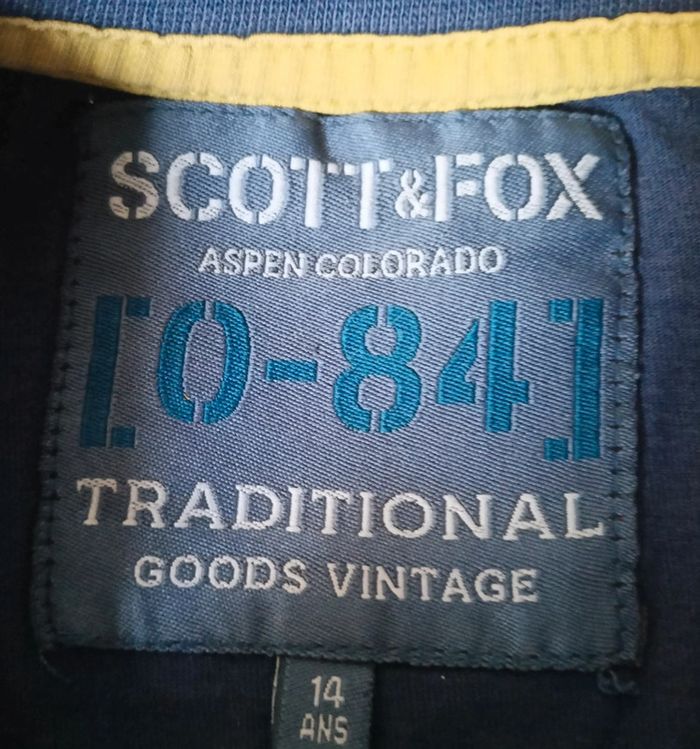 SCOTT&FOX
ASPEN COLORADO
[0-84]
TRADITIONAL
GOODS VINTAGE
14
ANS